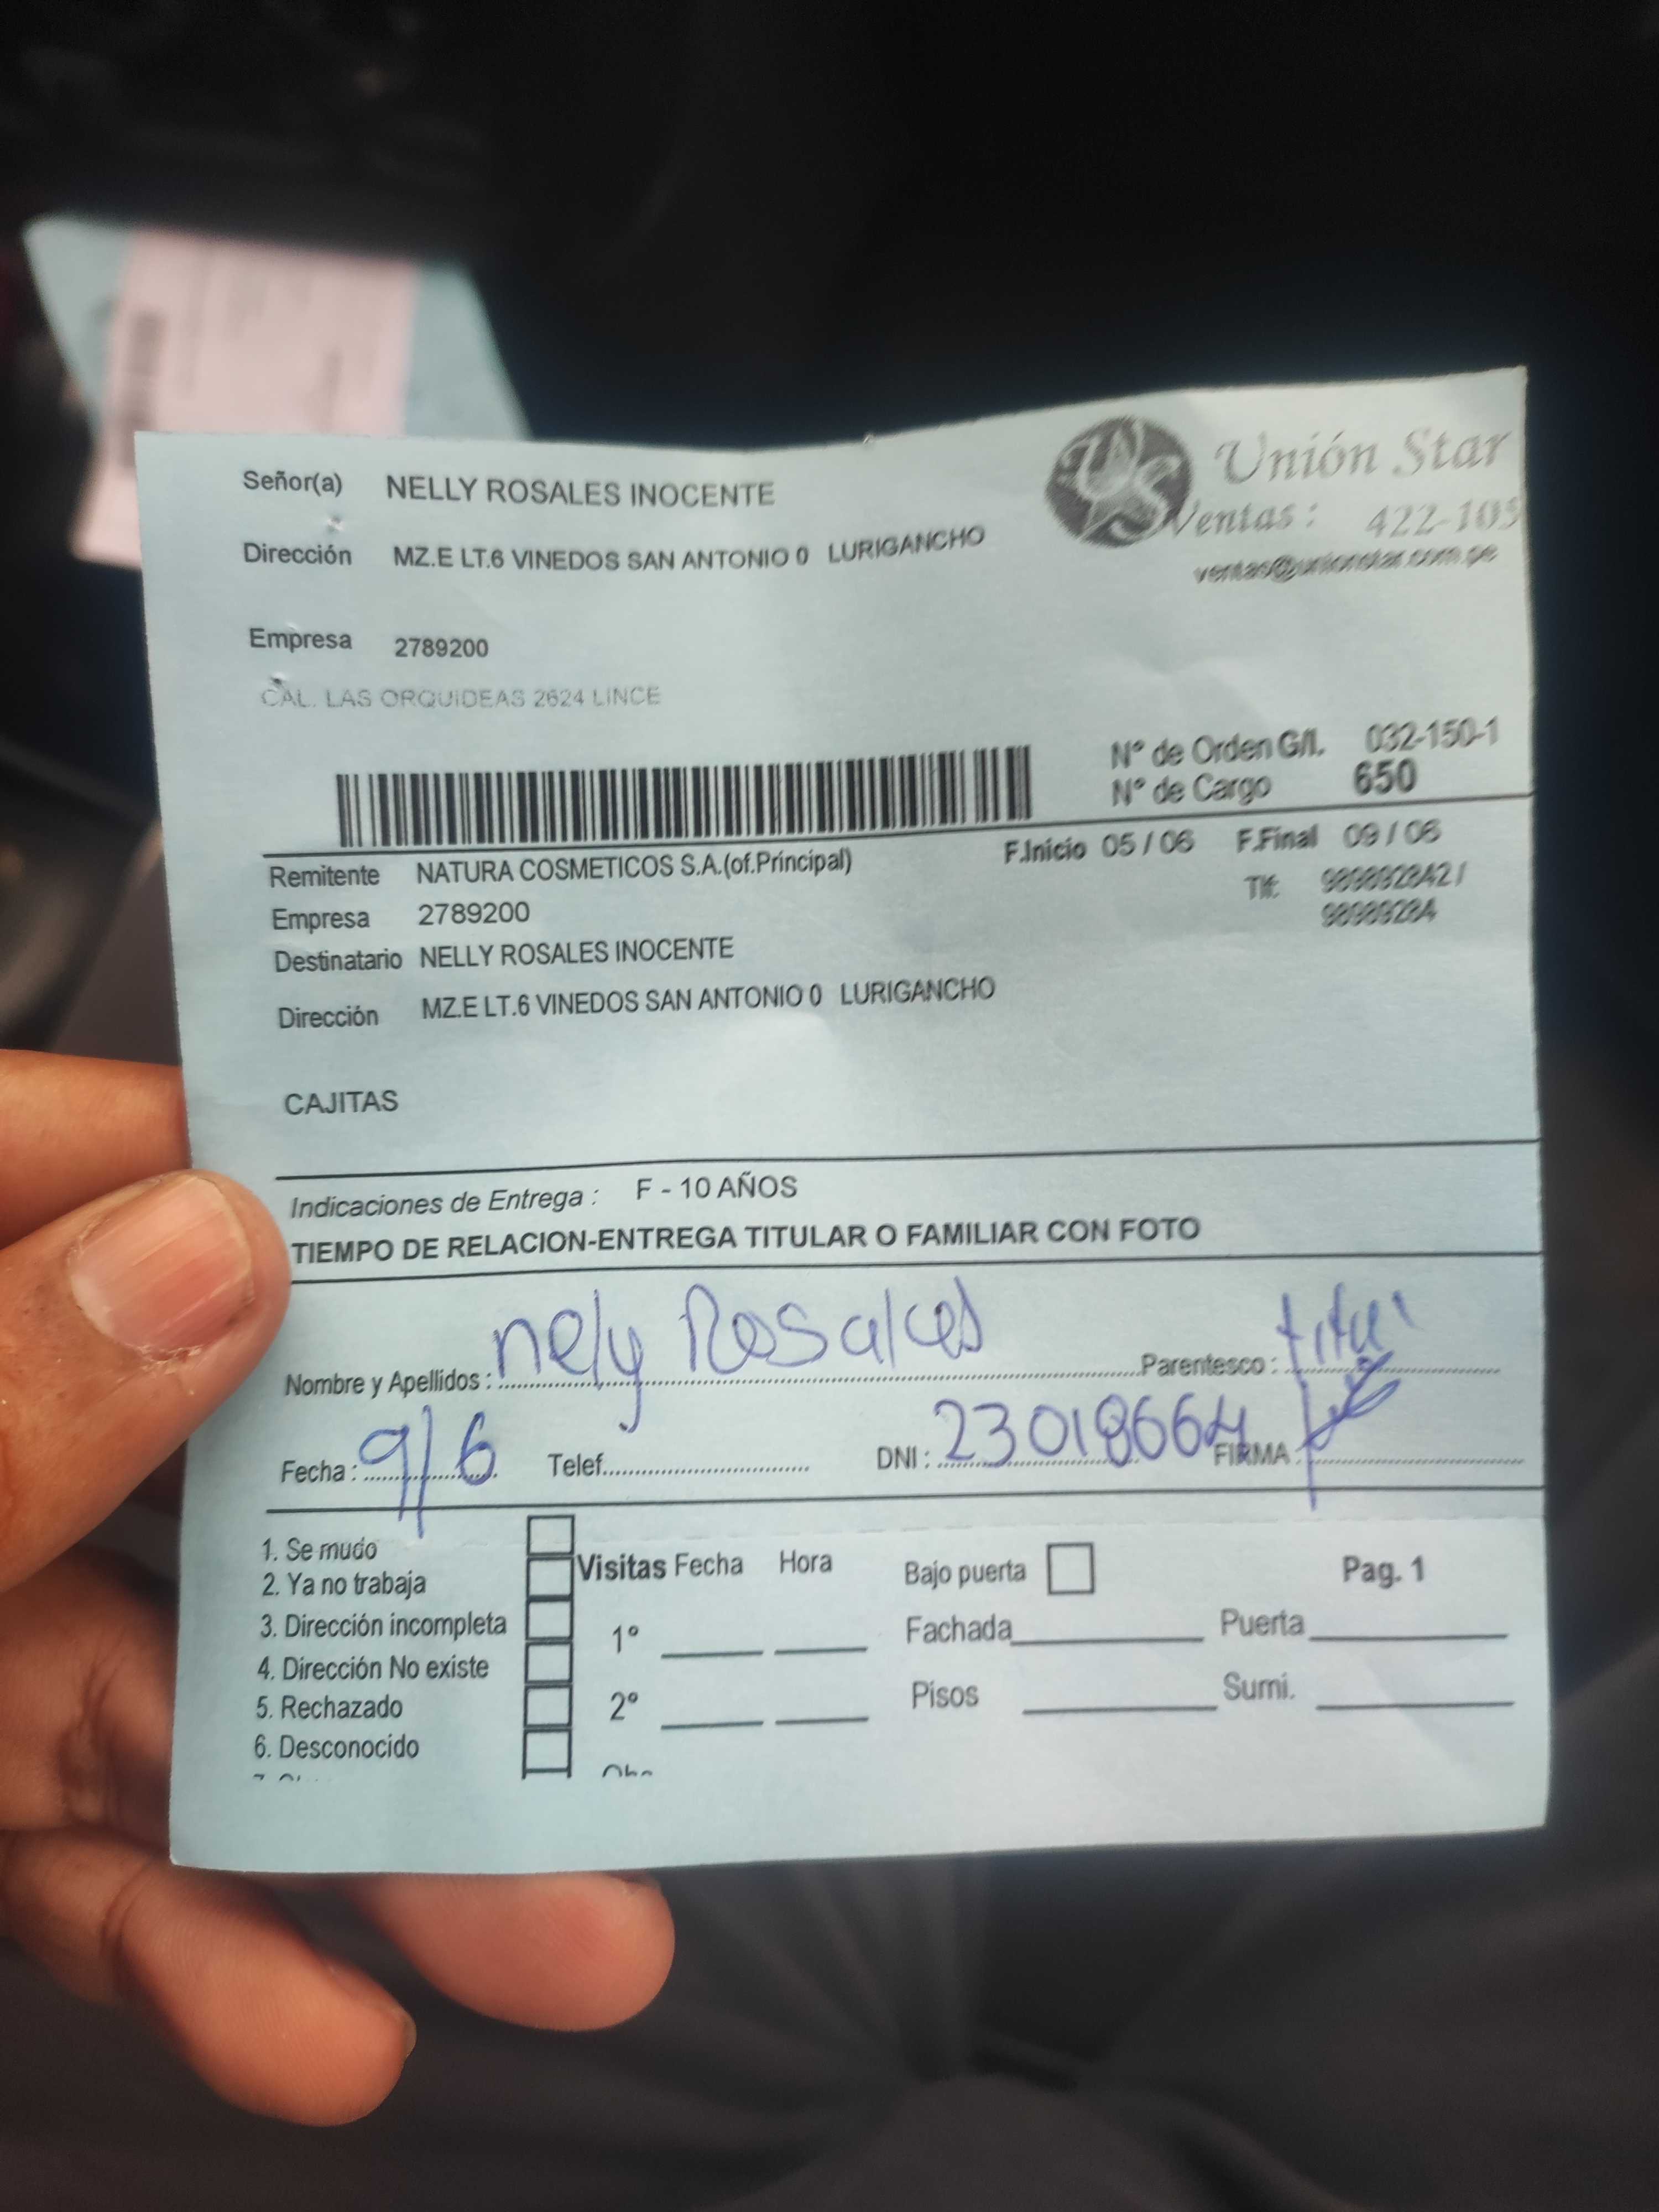 Unión Star
Señor(a) NELLY ROSALES INOCENTE
Ventas: 422-105
Dirección MZ.E LT.6 VINEDOS SAN ANTONIO 0 LURIGANCHO
ventas@unionstar.com.pe
Empresa 2789200
CAL. LAS ORQUIDEAS 2624 LINCE
Nº de Orden G/I. 032-150-1
Nº de Cargo 650
Remitente NATURA COSMETICOS S.A.(of.Principal) F.Inicio 05 / 06 F.Final 09 / 06
Empresa 2789200 Tlf:
Destinatario NELLY ROSALES INOCENTE
Dirección MZ.E LT.6 VINEDOS SAN ANTONIO 0 LURIGANCHO
CAJITAS
Indicaciones de Entrega : F - 10 AÑOS
TIEMPO DE RELACION-ENTREGA TITULAR O FAMILIAR CON FOTO
Nombre y Apellidos : nely Rosales Parentesco :
Fecha : 9/6 Telef. DNI : 23018664 FIRMA :
1. Se mudo
2. Ya no trabaja Visitas Fecha Hora Bajo puerta Pag. 1
3. Dirección incompleta 1º Fachada Puerta
4. Dirección No existe
5. Rechazado 2º Pisos Sumi.
6. Desconocido